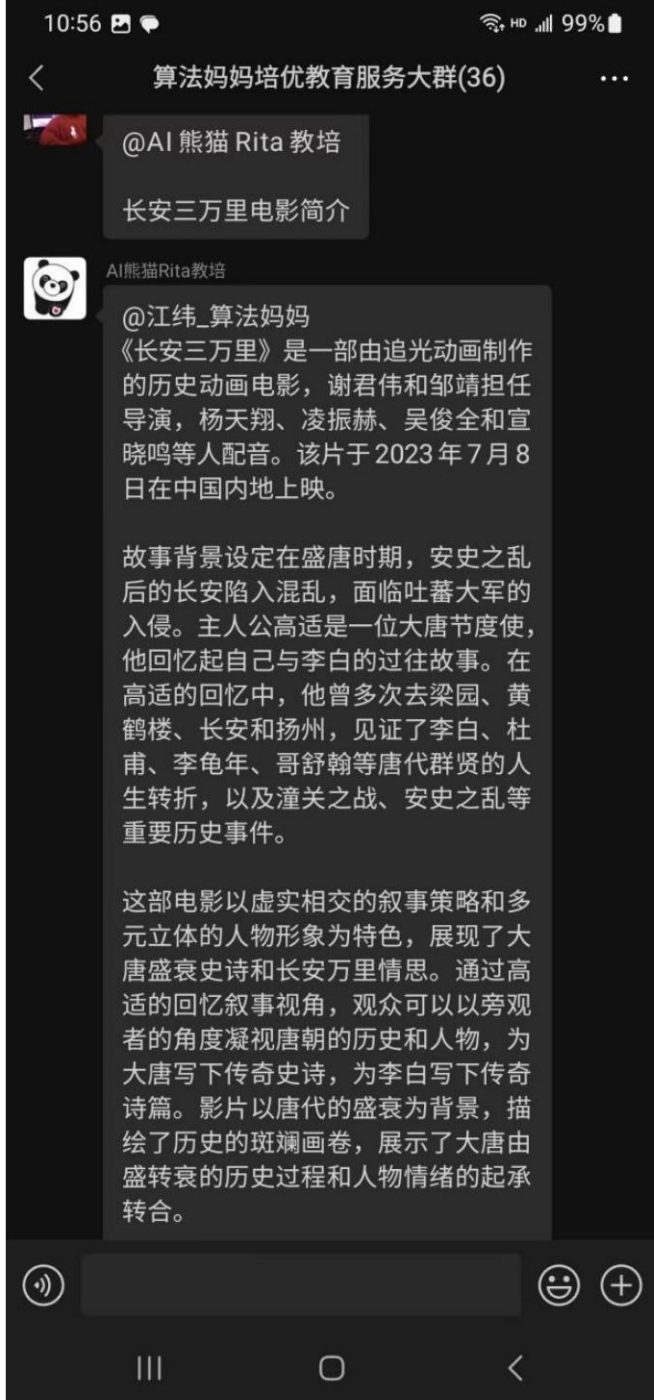 10:56 HD 99%
算法妈妈培优教育服务大群(36)
@AI 熊猫 Rita 教培
长安三万里电影简介
AI熊猫Rita教培
@江纬_算法妈妈
《长安三万里》是一部由追光动画制作
的历史动画电影，谢君伟和邹靖担任
导演，杨天翔、凌振赫、吴俊全和宣
晓鸣等人配音。该片于 2023 年 7 月 8
日在中国内地上映。
故事背景设定在盛唐时期，安史之乱
后的长安陷入混乱，面临吐蕃大军的
入侵。主人公高适是一位大唐节度使，
他回忆起自己与李白的过往故事。在
高适的回忆中，他曾多次去梁园、黄
鹤楼、长安和扬州，见证了李白、杜
甫、李龟年、哥舒翰等唐代群贤的人
生转折，以及潼关之战、安史之乱等
重要历史事件。
这部电影以虚实相交的叙事策略和多
元立体的人物形象为特色，展现了大
唐盛衰史诗和长安万里情思。通过高
适的回忆叙事视角，观众可以以旁观
者的角度凝视唐朝的历史和人物，为
大唐写下传奇史诗，为李白写下传奇
诗篇。影片以唐代的盛衰为背景，描
绘了历史的斑斓画卷，展示了大唐由
盛转衰的历史过程和人物情绪的起承
转合。